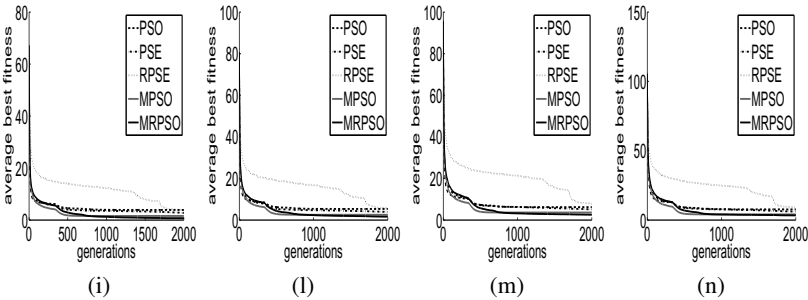 average best fitness
80
60
40
20
0
0 500 1000 1500 2000
generations
PSO
PSE
RPSE
MPSO
MRPSO
(i)
average best fitness
100
80
60
40
20
0
0 1000 2000
generations
PSO
PSE
RPSE
MPSO
MRPSO
(l)
average best fitness
100
80
60
40
20
0
0 1000 2000
generations
PSO
PSE
RPSE
MPSO
MRPSO
(m)
average best fitness
150
100
50
0
0 1000 2000
generations
PSO
PSE
RPSE
MPSO
MRPSO
(n)